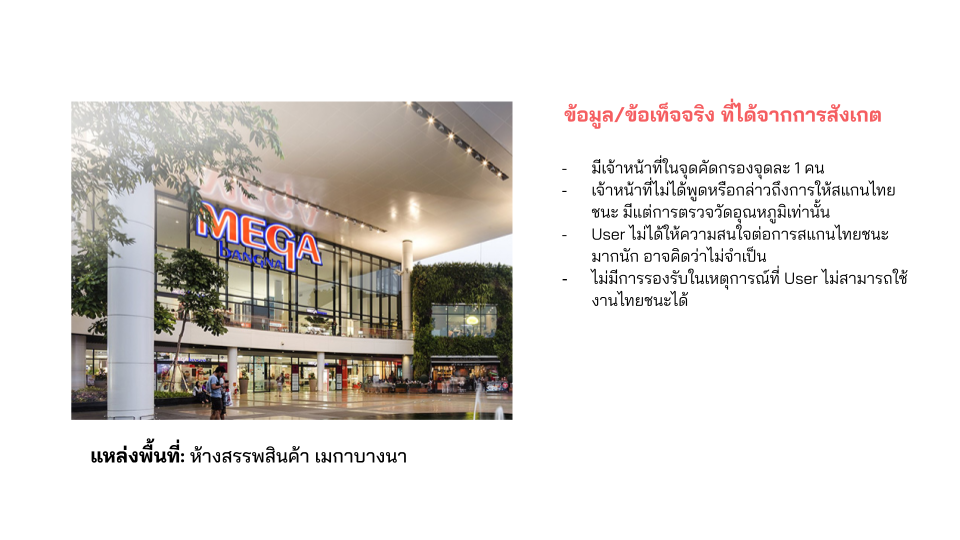 MEGA
bangna
ข้อมูล/ข้อเท็จจริง ที่ได้จากการสังเกต
- มีเจ้าหน้าที่ในจุดคัดกรองจุดละ 1 คน
- เจ้าหน้าที่ไม่ได้พูดหรือกล่าวถึงการให้สแกนไทย
ชนะ มีแต่การตรวจวัดอุณหภูมิเท่านั้น
- User ไม่ได้ให้ความสนใจต่อการสแกนไทยชนะ
มากนัก อาจคิดว่าไม่จำเป็น
- ไม่มีการรองรับในเหตุการณ์ที่ User ไม่สามารถใช้
งานไทยชนะได้
แหล่งพื้นที่: ห้างสรรพสินค้า เมกาบางนา